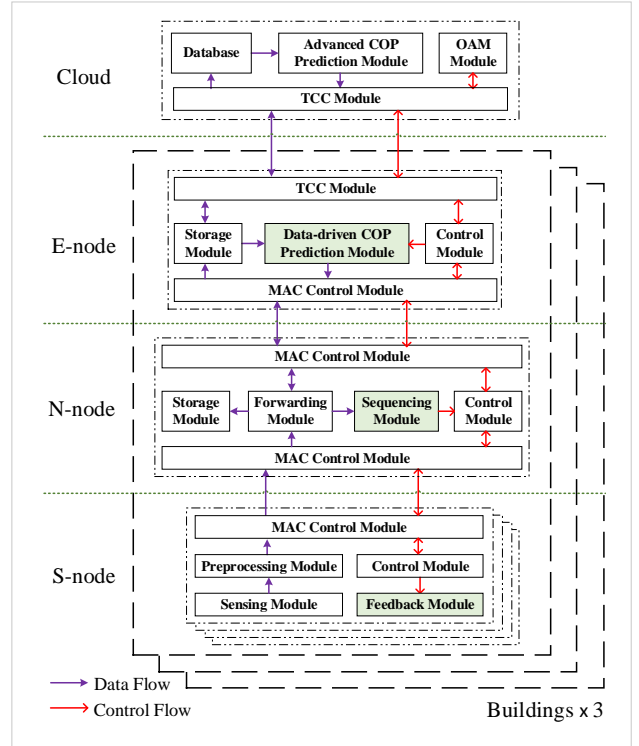 Cloud
Database
Advanced COP
Prediction Module
OAM
Module
TCC Module
E-node
TCC Module
Storage
Module
Data-driven COP
Prediction Module
Control
Module
MAC Control Module
N-node
MAC Control Module
Storage
Module
Forwarding
Module
Sequencing
Module
Control
Module
MAC Control Module
S-node
MAC Control Module
Preprocessing Module
Control Module
Sensing Module
Feedback Module
Data Flow
Control Flow
Buildings x 3